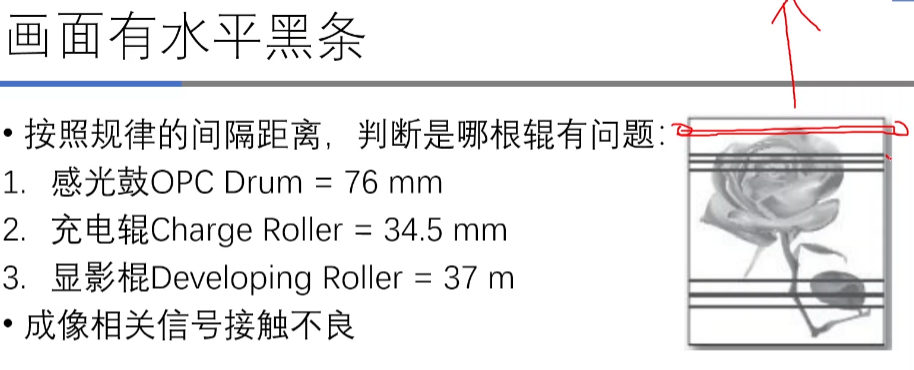 画面有水平黑条
• 按照规律的间隔距离，判断是哪根辊有问题：
1. 感光鼓OPC Drum = 76 mm
2. 充电辊Charge Roller = 34.5 mm
3. 显影棍Developing Roller = 37 m
• 成像相关信号接触不良